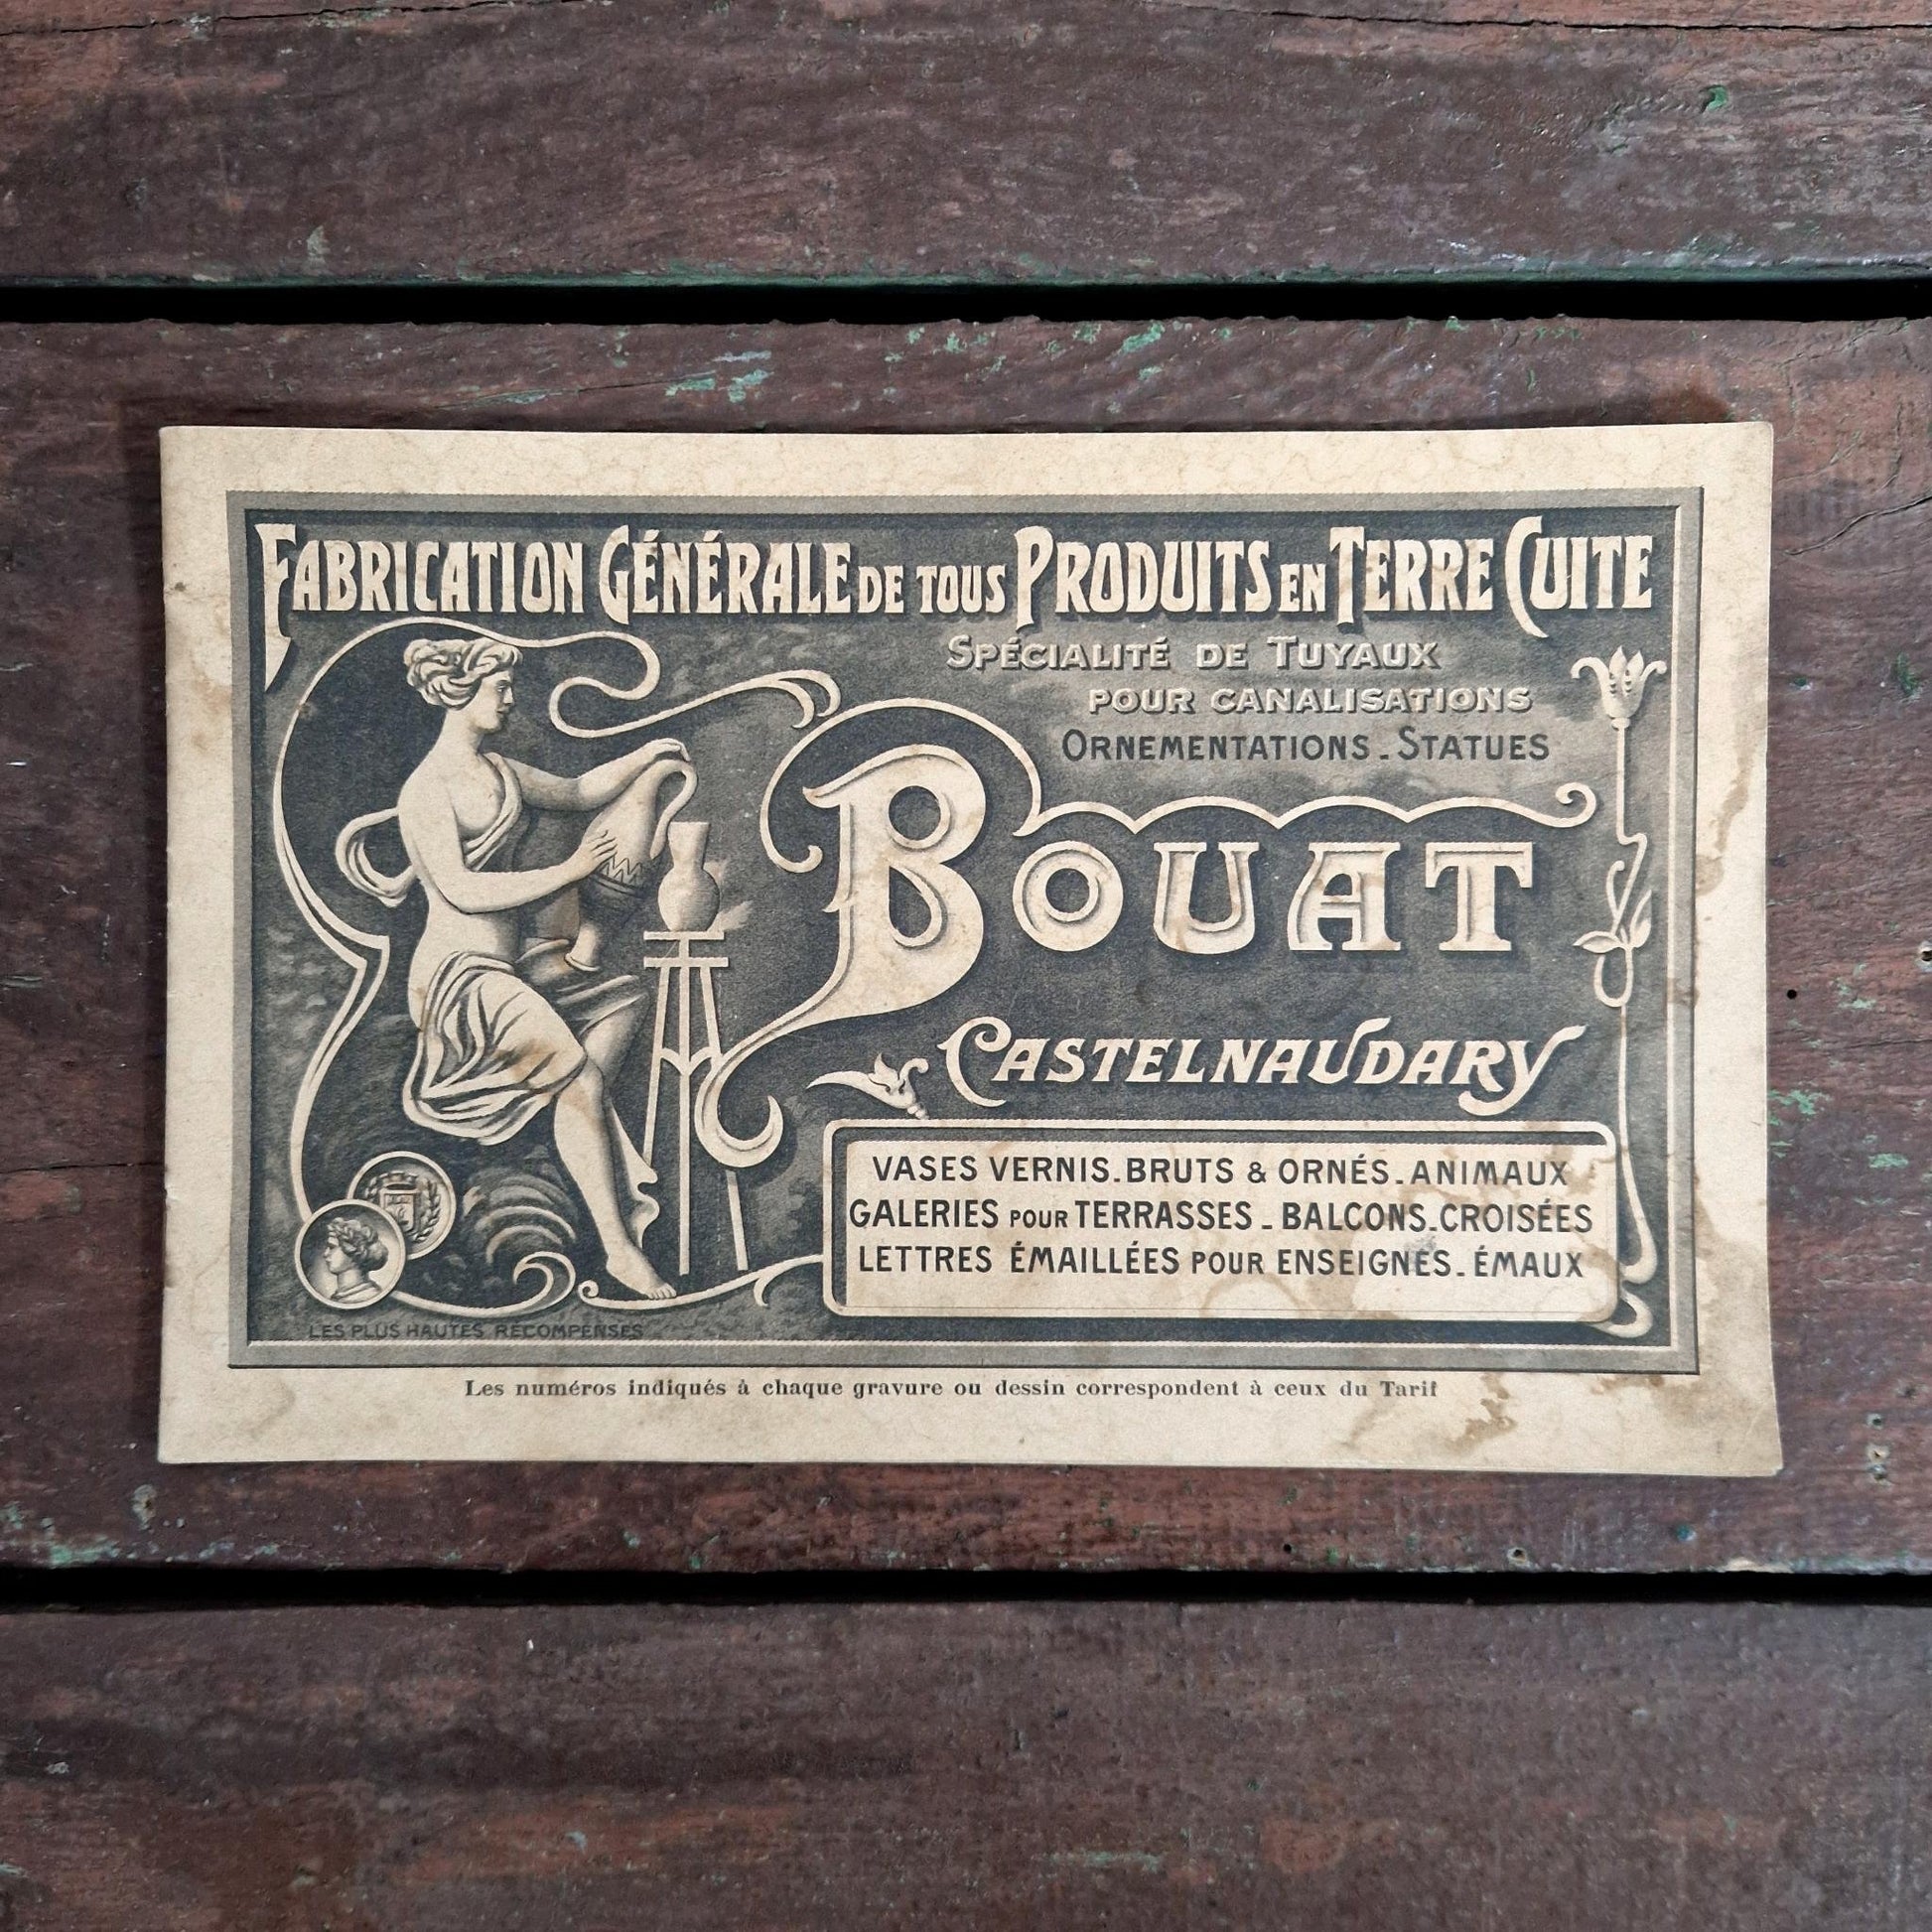 FABRICATION GÉNÉRALE DE TOUS PRODUITS EN TERRE CUITE
SPÉCIALITÉ DE TUYAUX
POUR CANALISATIONS
ORNEMENTATIONS - STATUES
BOUAT
CASTELNAUDARY
VASES VERNIS - BRUTS & ORNÉS - ANIMAUX
GALERIES POUR TERRASSES - BALCONS - CROISÉES
LETTRES ÉMAILLÉES POUR ENSEIGNES - ÉMAUX
LES PLUS HAUTES RÉCOMPENSES
Les numéros indiqués à chaque gravure ou dessin correspondent à ceux du Tarif